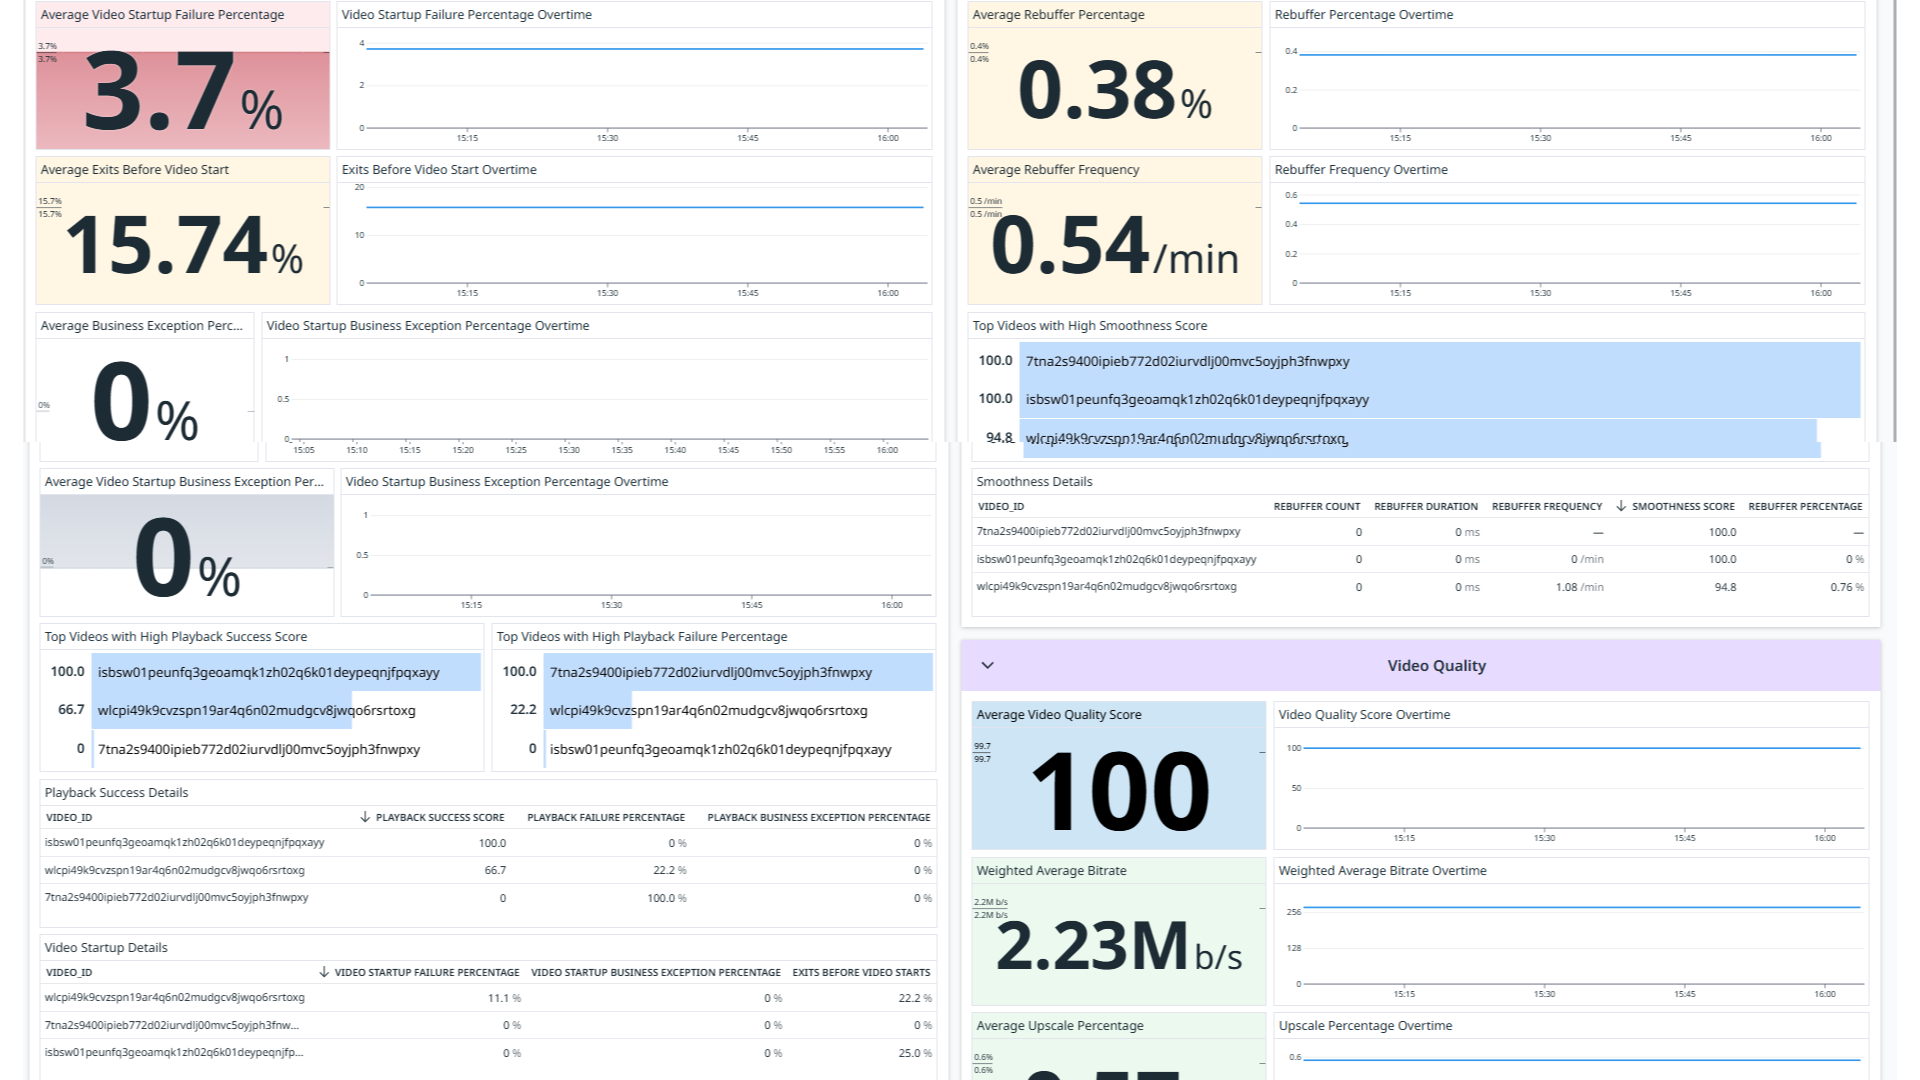 Average Video Startup Failure Percentage
3.7%
3.7%
3.7%
Video Startup Failure Percentage Overtime
4
2
0
15:15 15:30 15:45 16:00
Average Exits Before Video Start
15.7%
15.7%
15.74%
Exits Before Video Start Overtime
20
10
0
15:15 15:30 15:45 16:00
Average Business Exception Perc...
0%
0%
Video Startup Business Exception Percentage Overtime
1
0.5
0
15:05 15:10 15:15 15:20 15:25 15:30 15:35 15:40 15:45 15:50 15:55 16:00
Average Video Startup Business Exception Per...
0%
0%
Video Startup Business Exception Percentage Overtime
1
0.5
0
15:15 15:30 15:45 16:00
Top Videos with High Playback Success Score
100.0 isbsw01peunfq3geoamqk1zh02q6k01deypeqnjfpqxayy
66.7 wlcpi49k9cvzspn19ar4q6n02mudgcv8jwqo6rsrtoxg
0 7tna2s9400ipieb772d02iurvdlj00mvc5oyjph3fnwpxy
Top Videos with High Playback Failure Percentage
100.0 7tna2s9400ipieb772d02iurvdlj00mvc5oyjph3fnwpxy
22.2 wlcpi49k9cvzspn19ar4q6n02mudgcv8jwqo6rsrtoxg
0 isbsw01peunfq3geoamqk1zh02q6k01deypeqnjfpqxayy
Playback Success Details
VIDEO_ID ↓ PLAYBACK SUCCESS SCORE PLAYBACK FAILURE PERCENTAGE PLAYBACK BUSINESS EXCEPTION PERCENTAGE
isbsw01peunfq3geoamqk1zh02q6k01deypeqnjfpqxayy 100.0 0 % 0 %
wlcpi49k9cvzspn19ar4q6n02mudgcv8jwqo6rsrtoxg 66.7 22.2 % 0 %
7tna2s9400ipieb772d02iurvdlj00mvc5oyjph3fnwpxy 0 100.0 % 0 %
Video Startup Details
VIDEO_ID ↓ VIDEO STARTUP FAILURE PERCENTAGE VIDEO STARTUP BUSINESS EXCEPTION PERCENTAGE EXITS BEFORE VIDEO STARTS
wlcpi49k9cvzspn19ar4q6n02mudgcv8jwqo6rsrtoxg 11.1 % 0 % 22.2 %
7tna2s9400ipieb772d02iurvdlj00mvc5oyjph3fnw... 0 % 0 % 0 %
isbsw01peunfq3geoamqk1zh02q6k01deypeqnjfp... 0 % 0 % 25.0 %
Average Rebuffer Percentage
0.4%
0.4%
0.38%
Rebuffer Percentage Overtime
0.4
0.2
0
15:15 15:30 15:45 16:00
Average Rebuffer Frequency
0.5 /min
0.5 /min
0.54/min
Rebuffer Frequency Overtime
0.6
0.4
0.2
0
15:15 15:30 15:45 16:00
Top Videos with High Smoothness Score
100.0 7tna2s9400ipieb772d02iurvdlj00mvc5oyjph3fnwpxy
100.0 isbsw01peunfq3geoamqk1zh02q6k01deypeqnjfpqxayy
94.8
Smoothness Details
VIDEO_ID REBUFFER COUNT REBUFFER DURATION REBUFFER FREQUENCY ↓ SMOOTHNESS SCORE REBUFFER PERCENTAGE
7tna2s9400ipieb772d02iurvdlj00mvc5oyjph3fnwpxy 0 0 ms — 100.0 —
isbsw01peunfq3geoamqk1zh02q6k01deypeqnjfpqxayy 0 0 ms 0 /min 100.0 0 %
wlcpi49k9cvzspn19ar4q6n02mudgcv8jwqo6rsrtoxg 0 0 ms 1.08 /min 94.8 0.76 %
Video Quality
Average Video Quality Score
99.7
99.7
100
Video Quality Score Overtime
100
50
0
15:15 15:30 15:45 16:00
Weighted Average Bitrate
2.2M b/s
2.2M b/s
2.23Mb/s
Weighted Average Bitrate Overtime
256
128
0
15:15 15:30 15:45 16:00
Average Upscale Percentage
0.6%
0.6%
Upscale Percentage Overtime
0.6